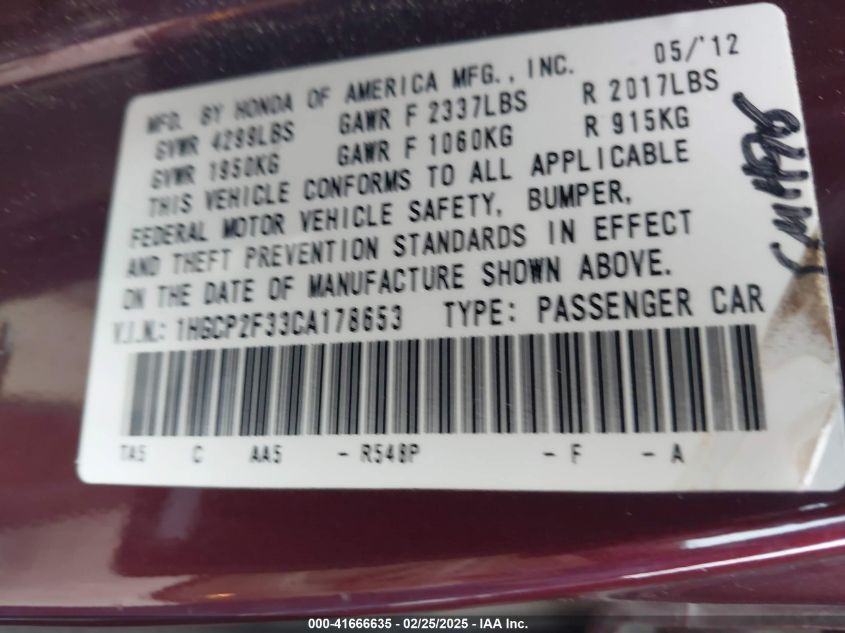 MFD. BY HONDA OF AMERICA MFG., INC. 05/'12
GVWR 4299LBS GAWR F 2337LBS R 2017LBS
GVWR 1950KG GAWR F 1060KG R 915KG
THIS VEHICLE CONFORMS TO ALL APPLICABLE
FEDERAL MOTOR VEHICLE SAFETY, BUMPER,
AND THEFT PREVENTION STANDARDS IN EFFECT
ON THE DATE OF MANUFACTURE SHOWN ABOVE.
V.I.N.: 1HGCP2F33CA178653 TYPE: PASSENGER CAR
TA5 C AA5 - R548P - F - A
000-41666635 / 02/25/2025 - IAA Inc.